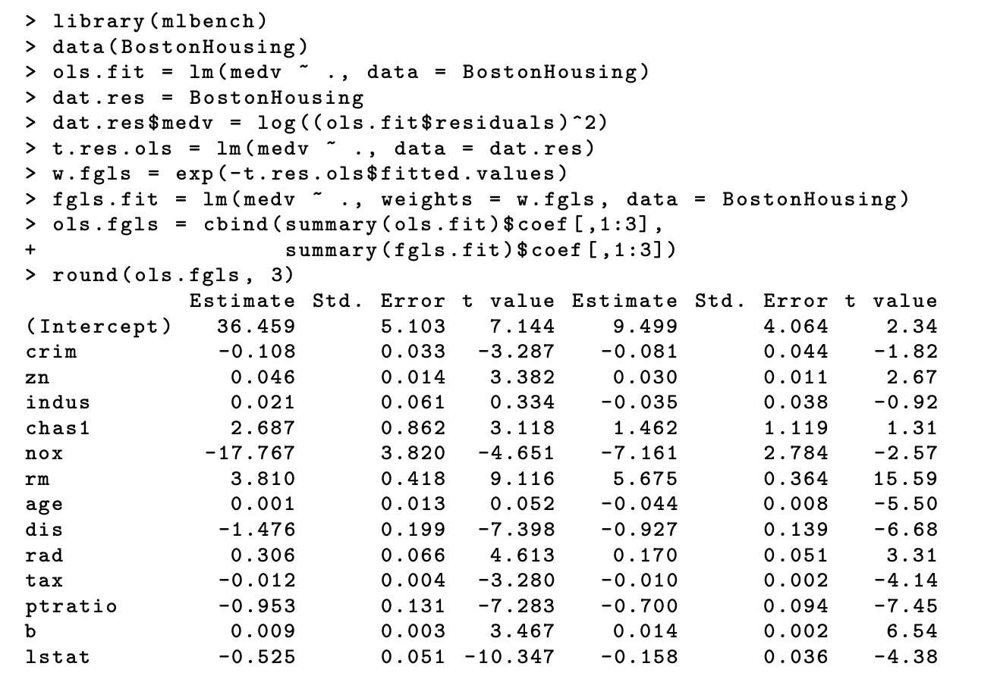 > library(mlbench)
> data(BostonHousing)
> ols.fit = lm(medv ~ ., data = BostonHousing)
> dat.res = BostonHousing
> dat.res$medv = log((ols.fit$residuals)^2)
> t.res.ols = lm(medv ~ ., data = dat.res)
> w.fgls = exp(-t.res.ols$fitted.values)
> fgls.fit = lm(medv ~ ., weights = w.fgls, data = BostonHousing)
> ols.fgls = cbind(summary(ols.fit)$coef[,1:3],
+                  summary(fgls.fit)$coef[,1:3])
> round(ols.fgls, 3)
            Estimate Std. Error t value Estimate Std. Error t value
(Intercept)   36.459      5.103   7.144    9.499      4.064    2.34
crim          -0.108      0.033  -3.287   -0.081      0.044   -1.82
zn             0.046      0.014   3.382    0.030      0.011    2.67
indus          0.021      0.061   0.334   -0.035      0.038   -0.92
chas1          2.687      0.862   3.118    1.462      1.119    1.31
nox          -17.767      3.820  -4.651   -7.161      2.784   -2.57
rm             3.810      0.418   9.116    5.675      0.364   15.59
age            0.001      0.013   0.052   -0.044      0.008   -5.50
dis           -1.476      0.199  -7.398   -0.927      0.139   -6.68
rad            0.306      0.066   4.613    0.170      0.051    3.31
tax           -0.012      0.004  -3.280   -0.010      0.002   -4.14
ptratio       -0.953      0.131  -7.283   -0.700      0.094   -7.45
b              0.009      0.003   3.467    0.014      0.002    6.54
lstat         -0.525      0.051 -10.347   -0.158      0.036   -4.38